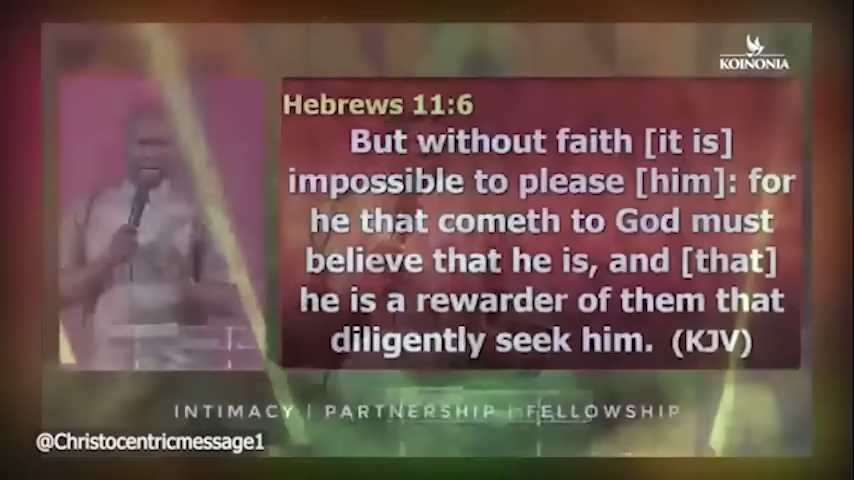 KOINONIA
Hebrews 11:6
But without faith [it is]
impossible to please [him]: for
he that cometh to God must
believe that he is, and [that]
he is a rewarder of them that
diligently seek him. (KJV)
INTIMACY | PARTNERSHIP | FELLOWSHIP
@Christocentricmessage1